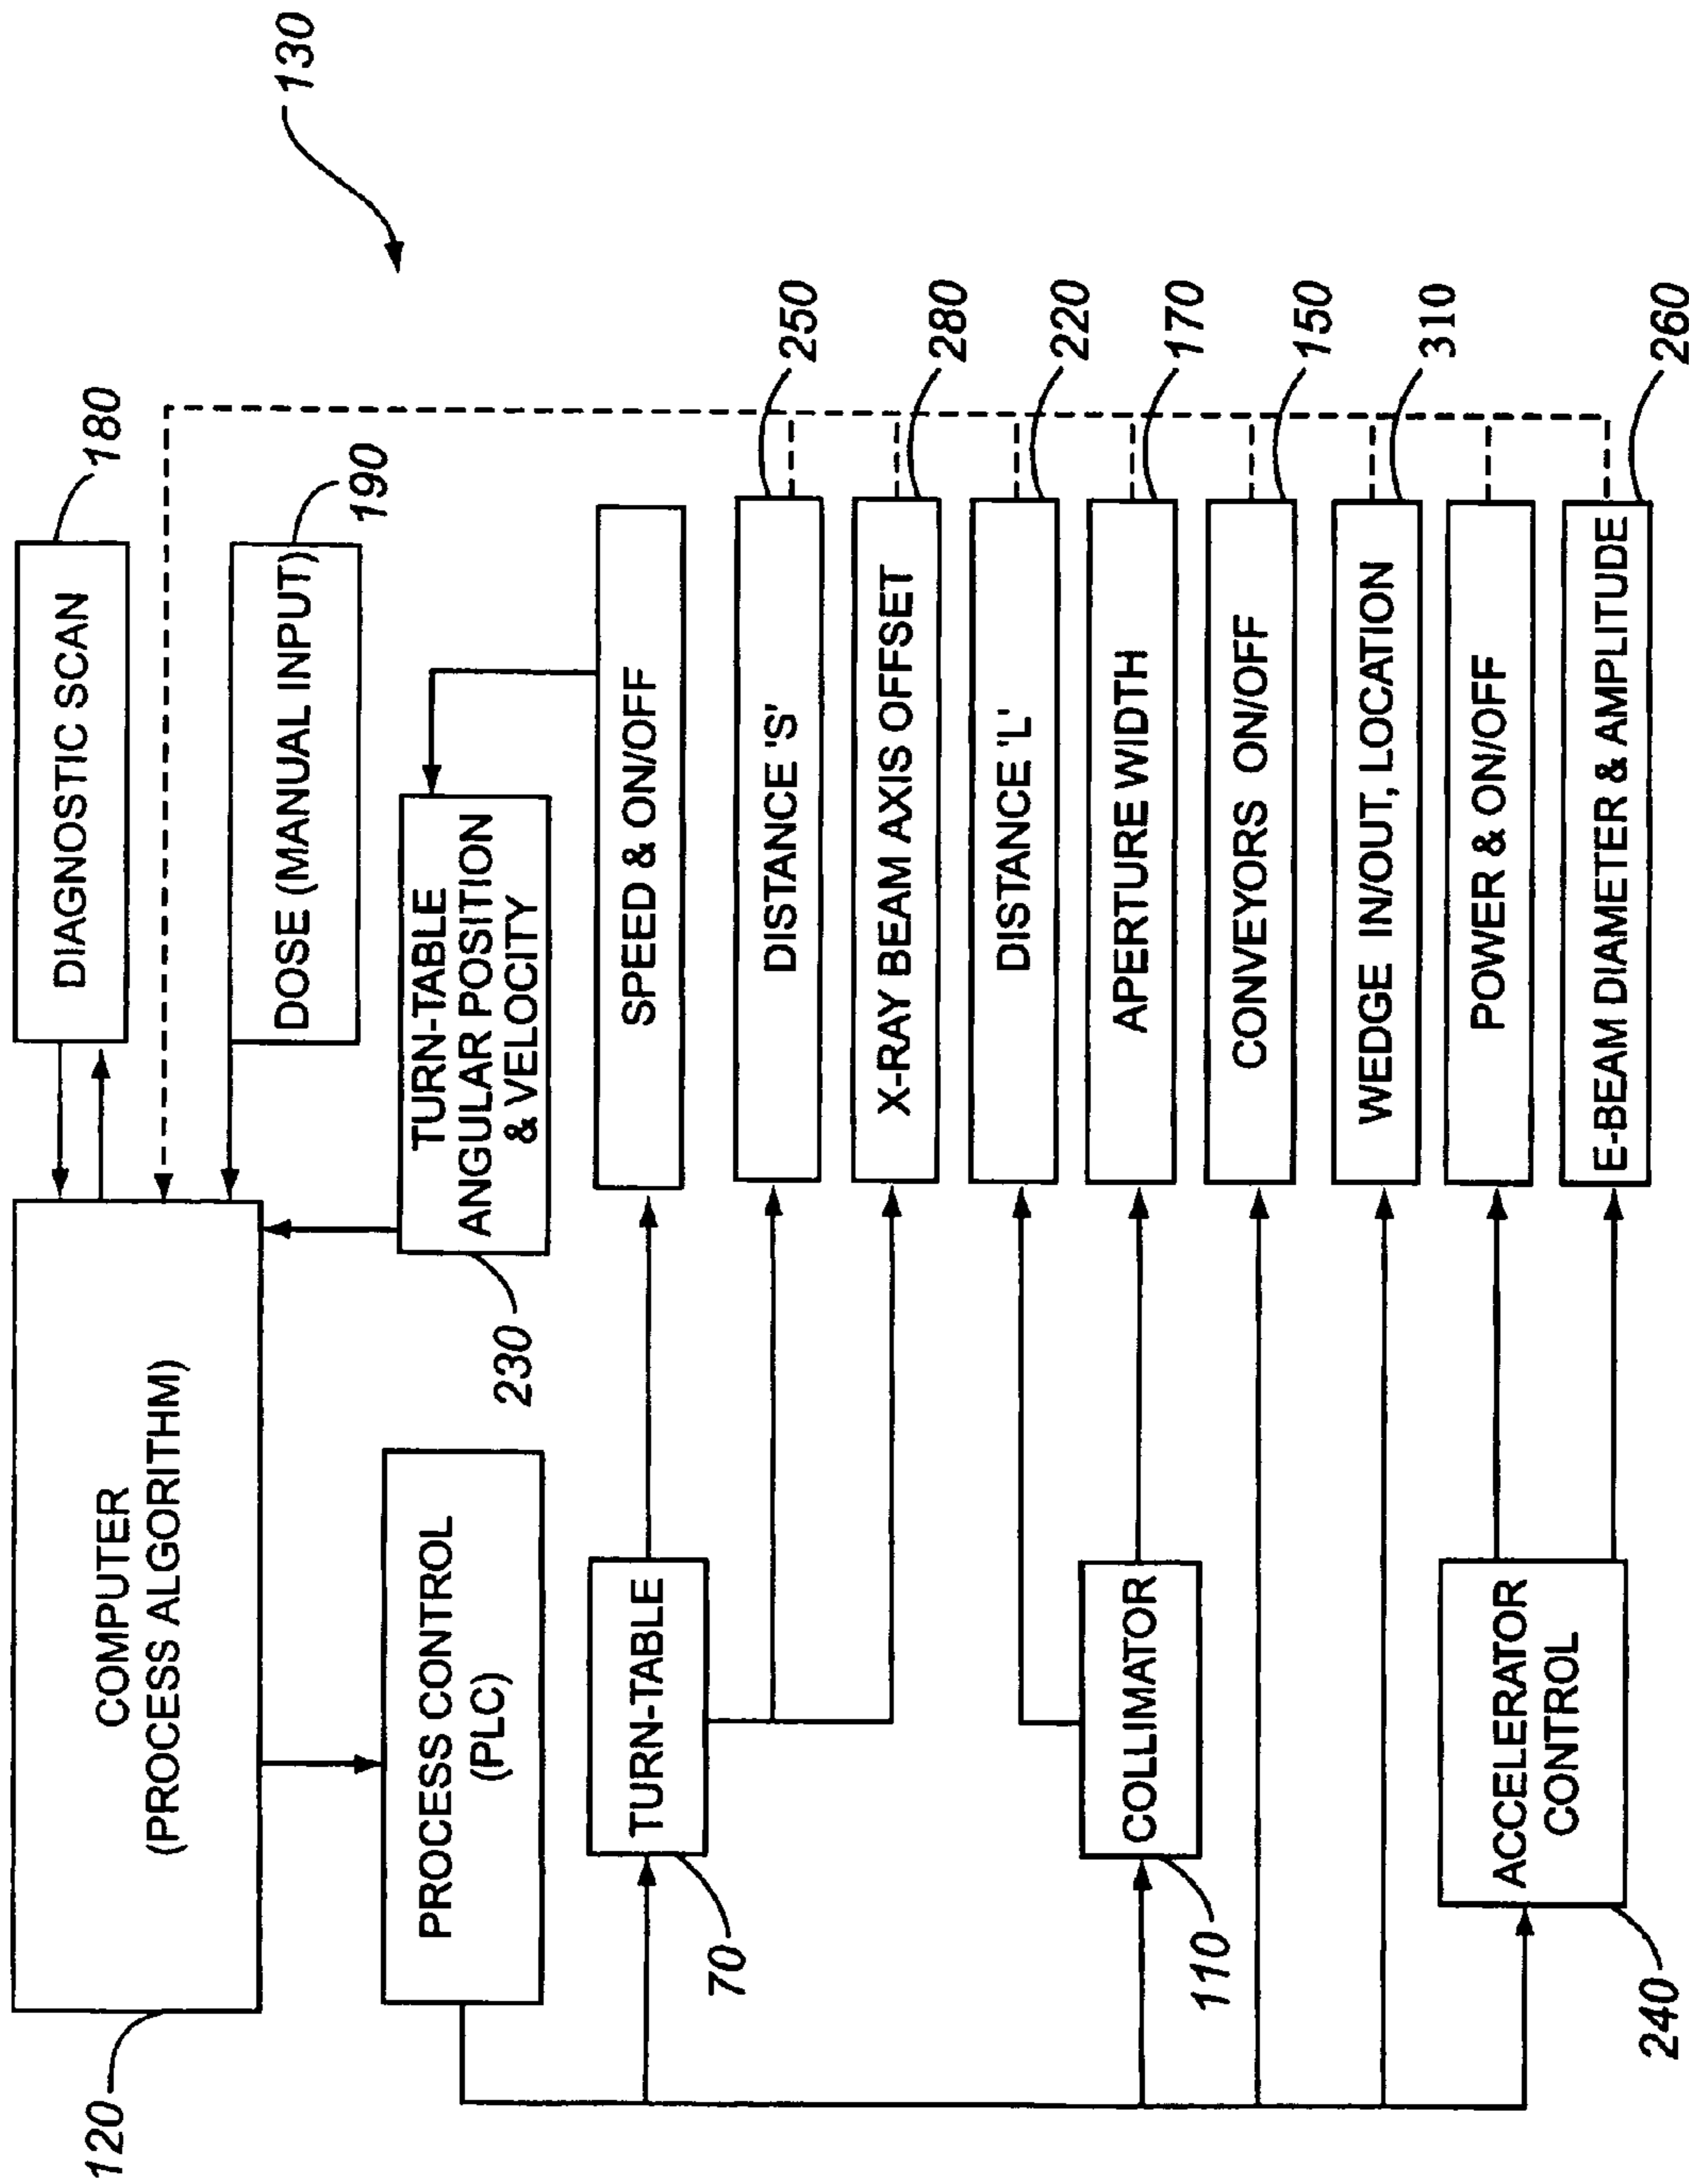 130
120
COMPUTER
(PROCESS ALGORITHM)
DIAGNOSTIC SCAN
180
DOSE (MANUAL INPUT)
190
PROCESS CONTROL
(PLC)
230
TURN-TABLE
ANGULAR POSITION
& VELOCITY
TURN-TABLE
70
SPEED & ON/OFF
DISTANCE 'S'
250
X-RAY BEAM AXIS OFFSET
280
DISTANCE 'L'
220
COLLIMATOR
110
APERTURE WIDTH
170
CONVEYORS ON/OFF
150
WEDGE IN/OUT, LOCATION
310
ACCELERATOR
CONTROL
240
POWER & ON/OFF
E-BEAM DIAMETER & AMPLITUDE
260